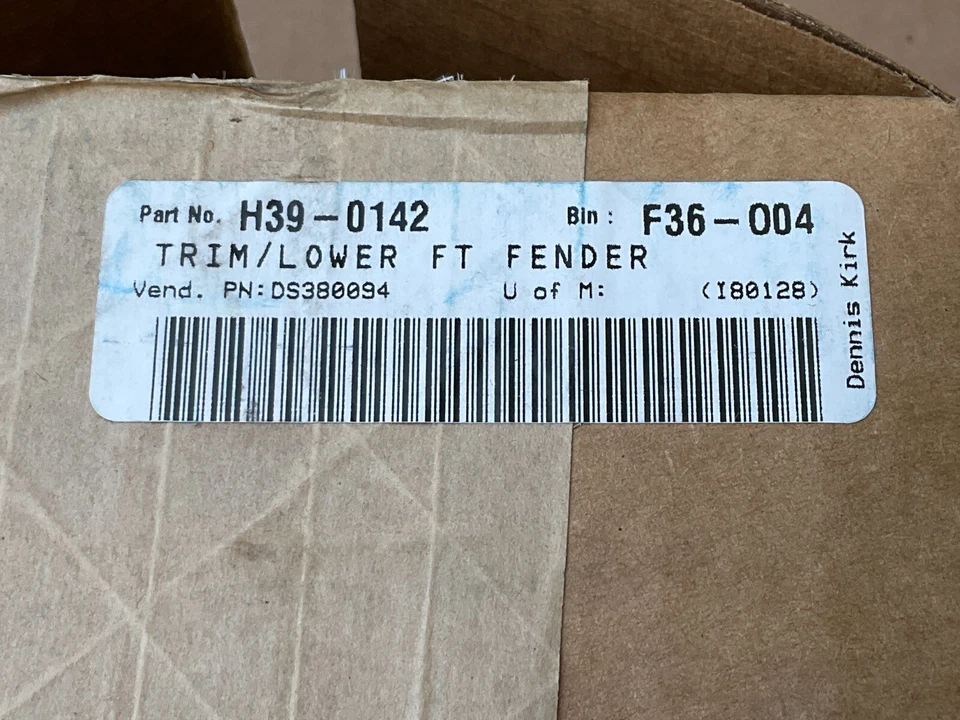 Part No. H39-0142 Bin: F36-004
TRIM/LOWER FT FENDER
Vend. PN:DS380094 U of M: (I80128)
Dennis Kirk